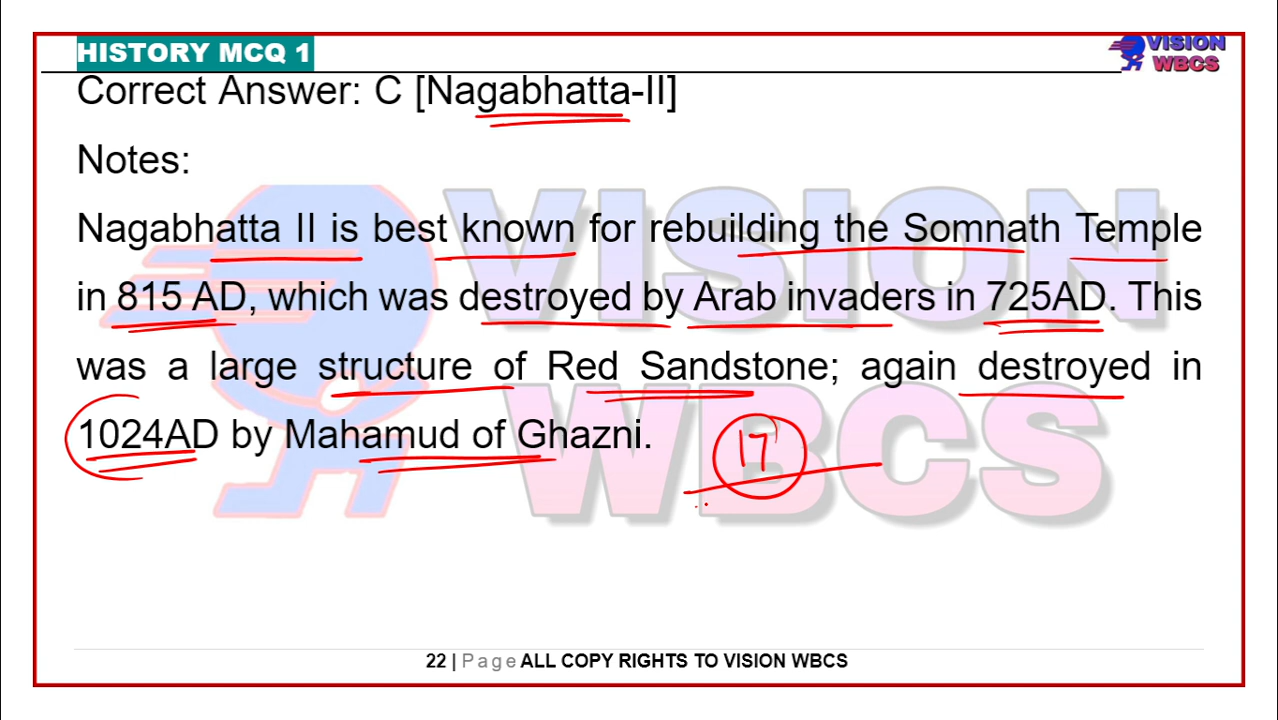 HISTORY MCQ 1
VISION
WBCS
Correct Answer: C [Nagabhatta-II]
Notes:
Nagabhatta II is best known for rebuilding the Somnath Temple
in 815 AD, which was destroyed by Arab invaders in 725AD. This
was a large structure of Red Sandstone; again destroyed in
1024AD by Mahamud of Ghazni.
17
VISION
WBCS
22 | Page ALL COPY RIGHTS TO VISION WBCS